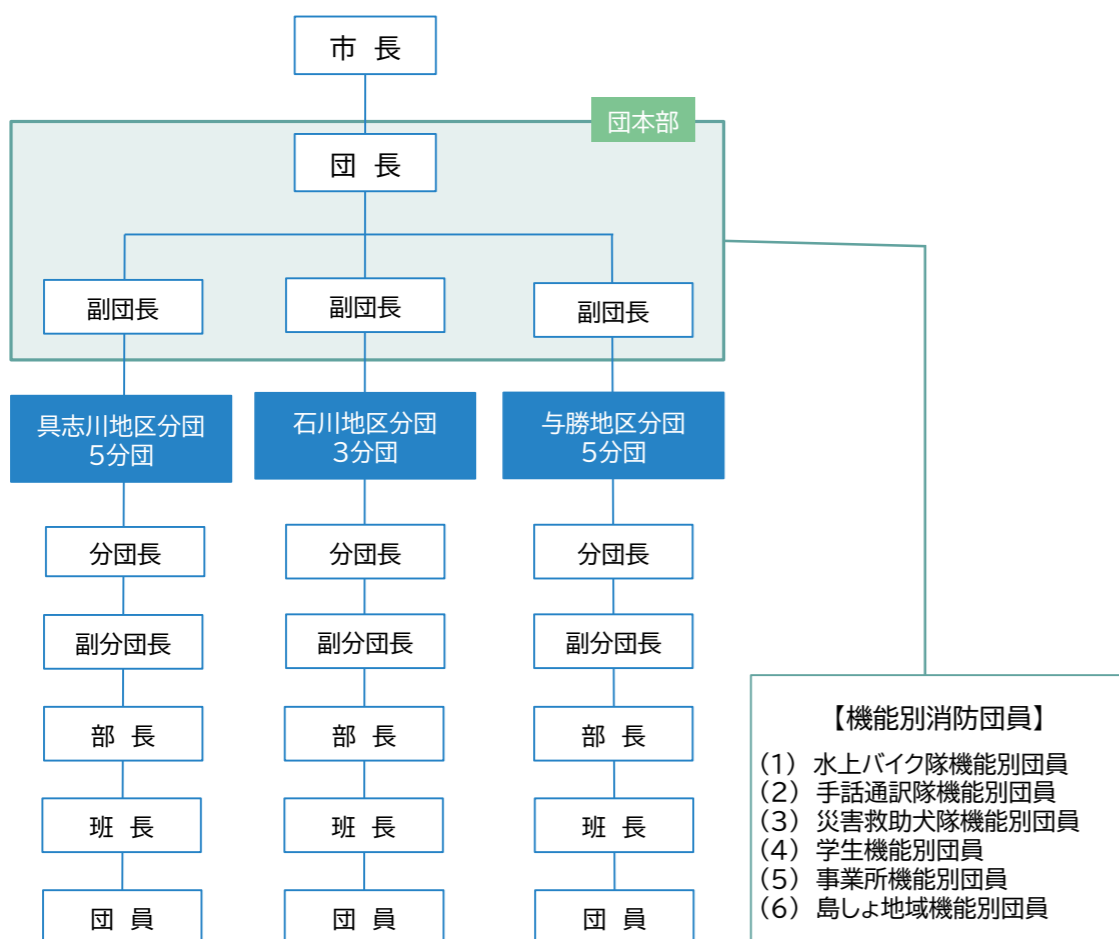 市 長
団本部
団 長
副団長
副団長
副団長
具志川地区分団
5分団
石川地区分団
3分団
与勝地区分団
5分団
分団長
分団長
分団長
副分団長
副分団長
副分団長
部 長
部 長
部 長
班 長
班 長
班 長
団 員
団 員
団 員
【機能別消防団員】
(1) 水上バイク隊機能別団員
(2) 手話通訳隊機能別団員
(3) 災害救助犬隊機能別団員
(4) 学生機能別団員
(5) 事業所機能別団員
(6) 島しょ地域機能別団員